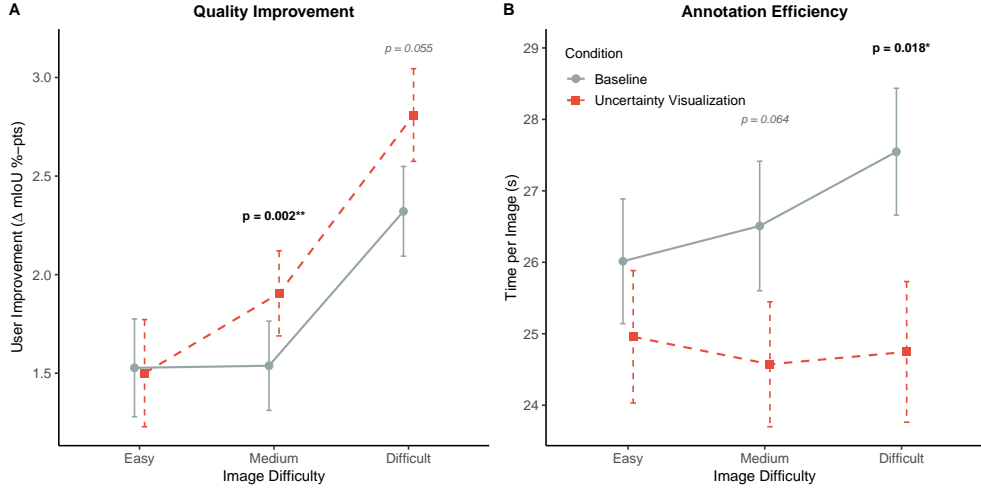 A
Quality Improvement
p = 0.055
3.0
2.5
p = 0.002**
2.0
1.5
User Improvement (Δ mIoU %−pts)
Easy
Medium
Difficult
Image Difficulty
B
Annotation Efficiency
29
p = 0.018*
Condition
Baseline
Uncertainty Visualization
28
p = 0.064
27
26
25
24
Time per Image (s)
Easy
Medium
Difficult
Image Difficulty